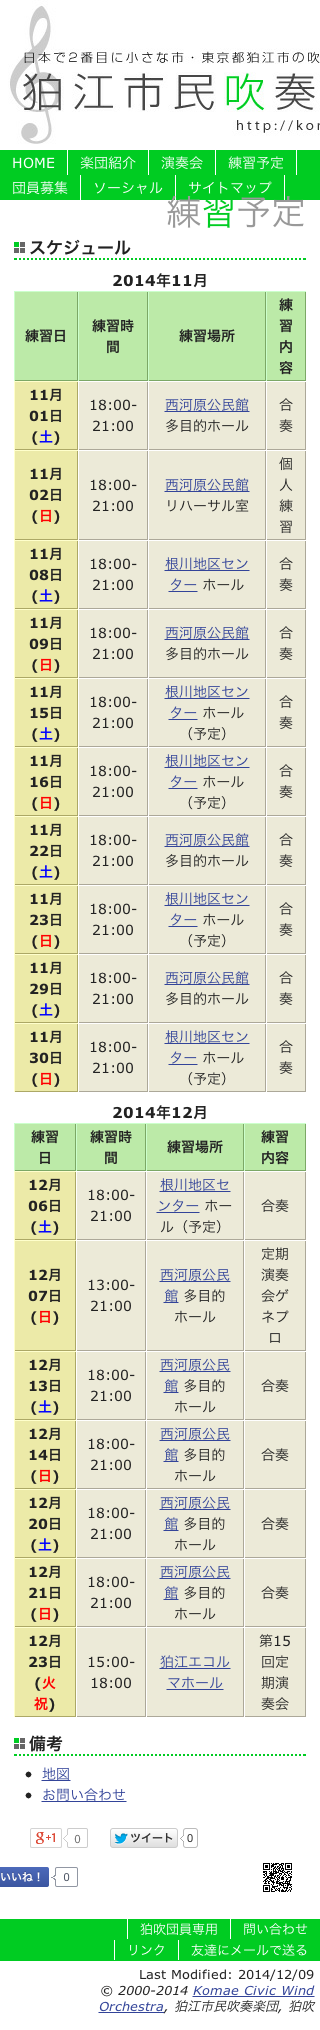 日本で2番目に小さな市・東京都狛江市の吹
狛江市民吹奏
http://kor
HOME 楽団紹介 演奏会 練習予定
団員募集 ソーシャル サイトマップ
練習予定
スケジュール
2014年11月
練習日 練習時間 練習場所 練習内容
11月01日(土) 18:00-21:00 西河原公民館 多目的ホール 合奏
11月02日(日) 18:00-21:00 西河原公民館 リハーサル室 個人練習
11月08日(土) 18:00-21:00 根川地区センター ホール 合奏
11月09日(日) 18:00-21:00 西河原公民館 多目的ホール 合奏
11月15日(土) 18:00-21:00 根川地区センター ホール（予定） 合奏
11月16日(日) 18:00-21:00 根川地区センター ホール（予定） 合奏
11月22日(土) 18:00-21:00 西河原公民館 多目的ホール 合奏
11月23日(日) 18:00-21:00 根川地区センター ホール（予定） 合奏
11月29日(土) 18:00-21:00 西河原公民館 多目的ホール 合奏
11月30日(日) 18:00-21:00 根川地区センター ホール（予定） 合奏
2014年12月
練習日 練習時間 練習場所 練習内容
12月06日(土) 18:00-21:00 根川地区センター ホール（予定） 合奏
12月07日(日) 13:00-21:00 西河原公民館 多目的ホール 定期演奏会ゲネプロ
12月13日(土) 18:00-21:00 西河原公民館 多目的ホール 合奏
12月14日(日) 18:00-21:00 西河原公民館 多目的ホール 合奏
12月20日(土) 18:00-21:00 西河原公民館 多目的ホール 合奏
12月21日(日) 18:00-21:00 西河原公民館 多目的ホール 合奏
12月23日(火祝) 15:00-18:00 狛江エコルマホール 第15回定期演奏会
備考
地図
お問い合わせ
g+1 0 ツイート 0
いいね！ 0
狛吹団員専用 問い合わせ
リンク 友達にメールで送る
Last Modified: 2014/12/09
© 2000-2014 Komae Civic Wind
Orchestra, 狛江市民吹奏楽団, 狛吹